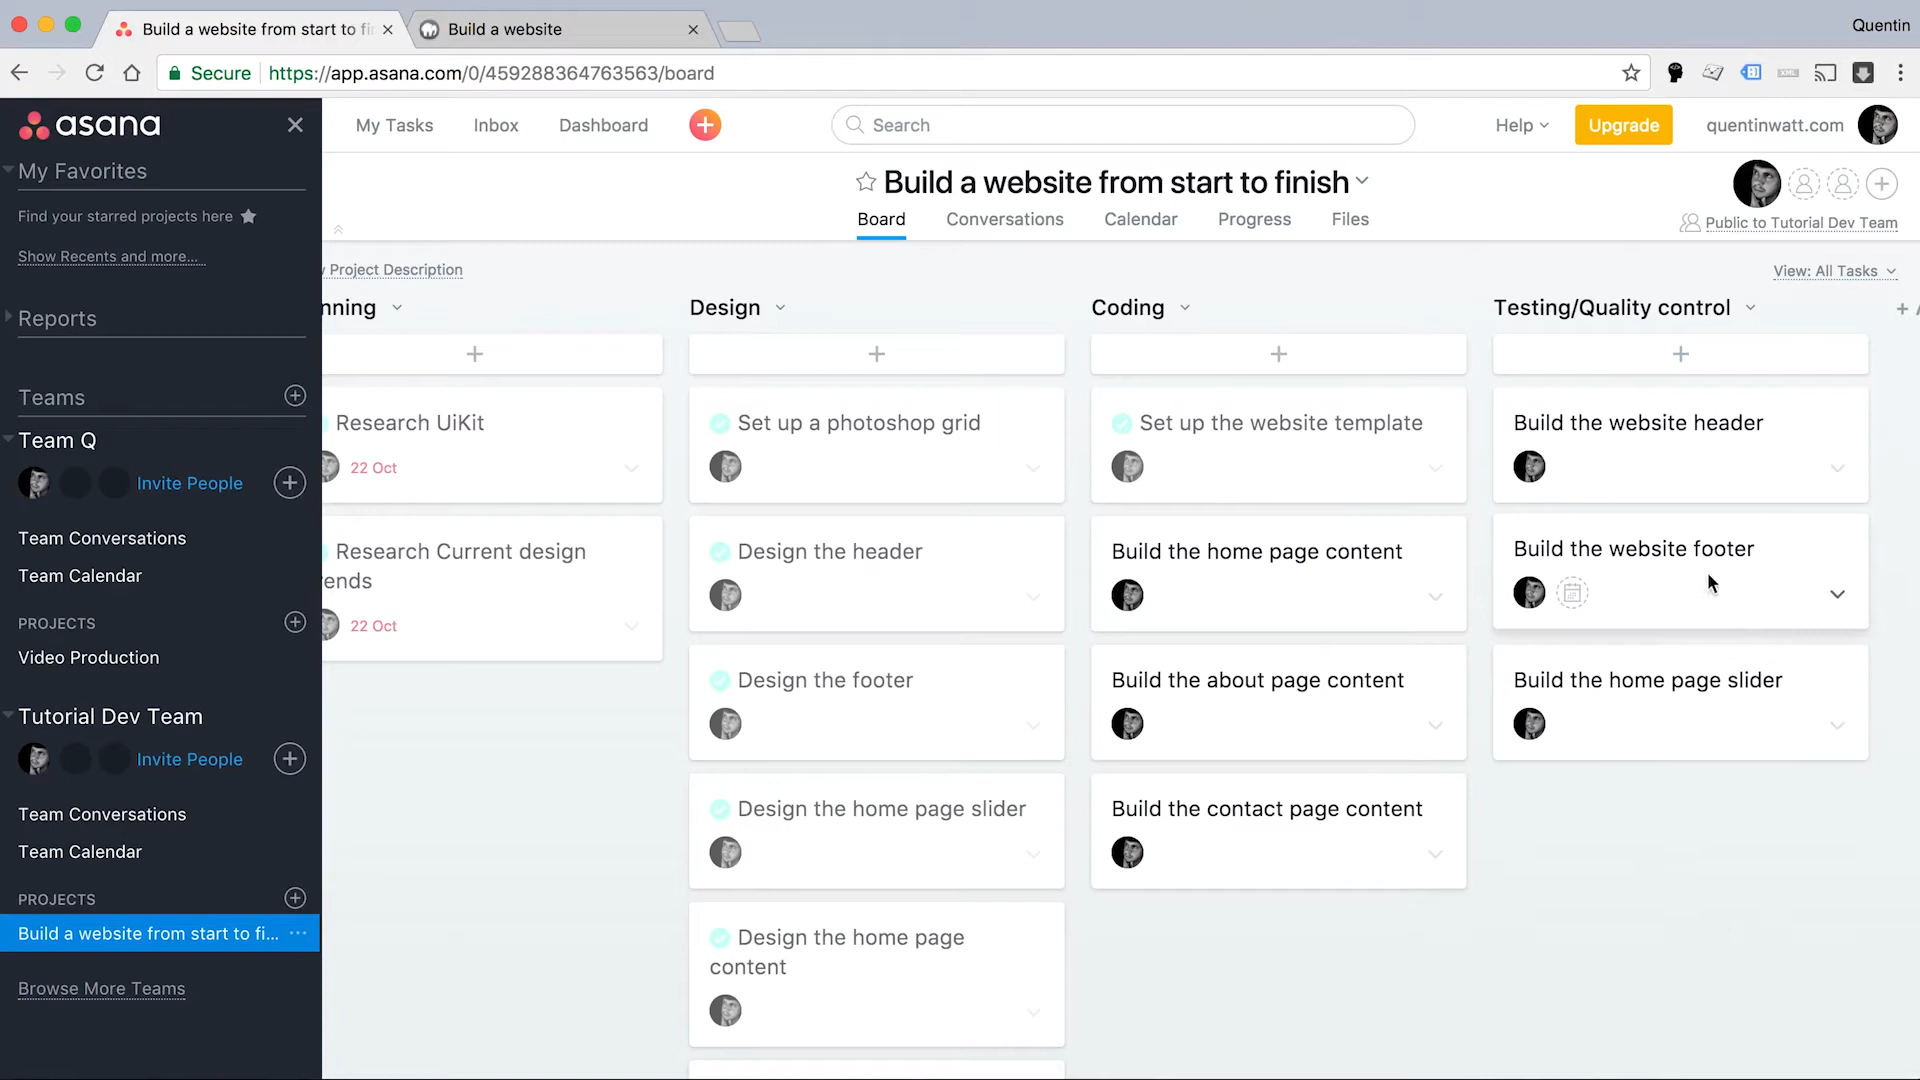 Build a website from start to fi
Build a website
Quentin
Secure
https://app.asana.com/0/459288364763563/board
asana
My Tasks
Inbox
Dashboard
Search
Help
Upgrade
quentinwatt.com
My Favorites
Find your starred projects here
Show Recents and more...
Reports
Teams
Team Q
Invite People
Team Conversations
Team Calendar
PROJECTS
Video Production
Tutorial Dev Team
Invite People
Team Conversations
Team Calendar
PROJECTS
Build a website from start to fi...
Browse More Teams
Build a website from start to finish
Board
Conversations
Calendar
Progress
Files
Public to Tutorial Dev Team
Project Description
View: All Tasks
nning
Research UiKit
22 Oct
Research Current design
ends
22 Oct
Design
Set up a photoshop grid
Design the header
Design the footer
Design the home page slider
Design the home page
content
Coding
Set up the website template
Build the home page content
Build the about page content
Build the contact page content
Testing/Quality control
Build the website header
Build the website footer
Build the home page slider